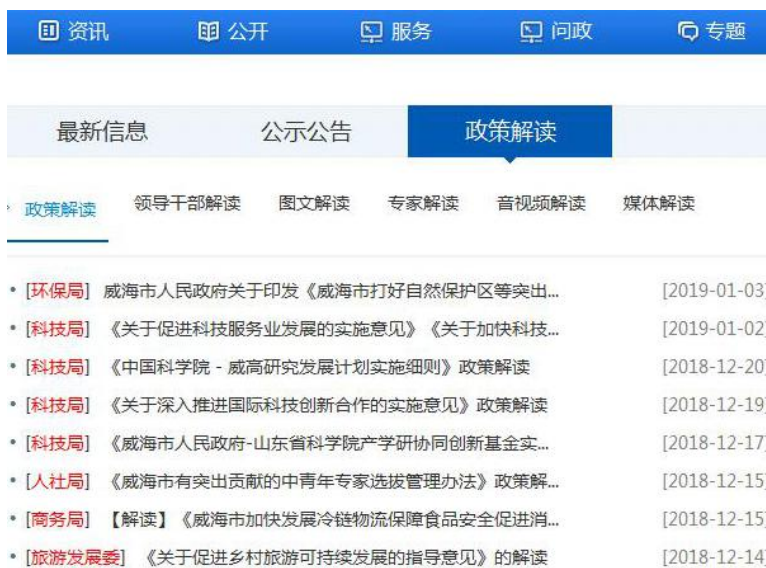 资讯 公开 服务 问政 专题
最新信息 公示公告 政策解读
政策解读 领导干部解读 图文解读 专家解读 音视频解读 媒体解读
• [环保局] 威海市人民政府关于印发《威海市打好自然保护区等突出... [2019-01-03]
• [科技局] 《关于促进科技服务业发展的实施意见》《关于加快科技... [2019-01-02]
• [科技局] 《中国科学院 - 威高研究发展计划实施细则》政策解读 [2018-12-20]
• [科技局] 《关于深入推进国际科技创新合作的实施意见》政策解读 [2018-12-19]
• [科技局] 《威海市人民政府-山东省科学院产学研协同创新基金实... [2018-12-17]
• [人社局] 《威海市有突出贡献的中青年专家选拔管理办法》政策解... [2018-12-15]
• [商务局] 【解读】《威海市加快发展冷链物流保障食品安全促进消... [2018-12-15]
• [旅游发展委] 《关于促进乡村旅游可持续发展的指导意见》的解读 [2018-12-14]